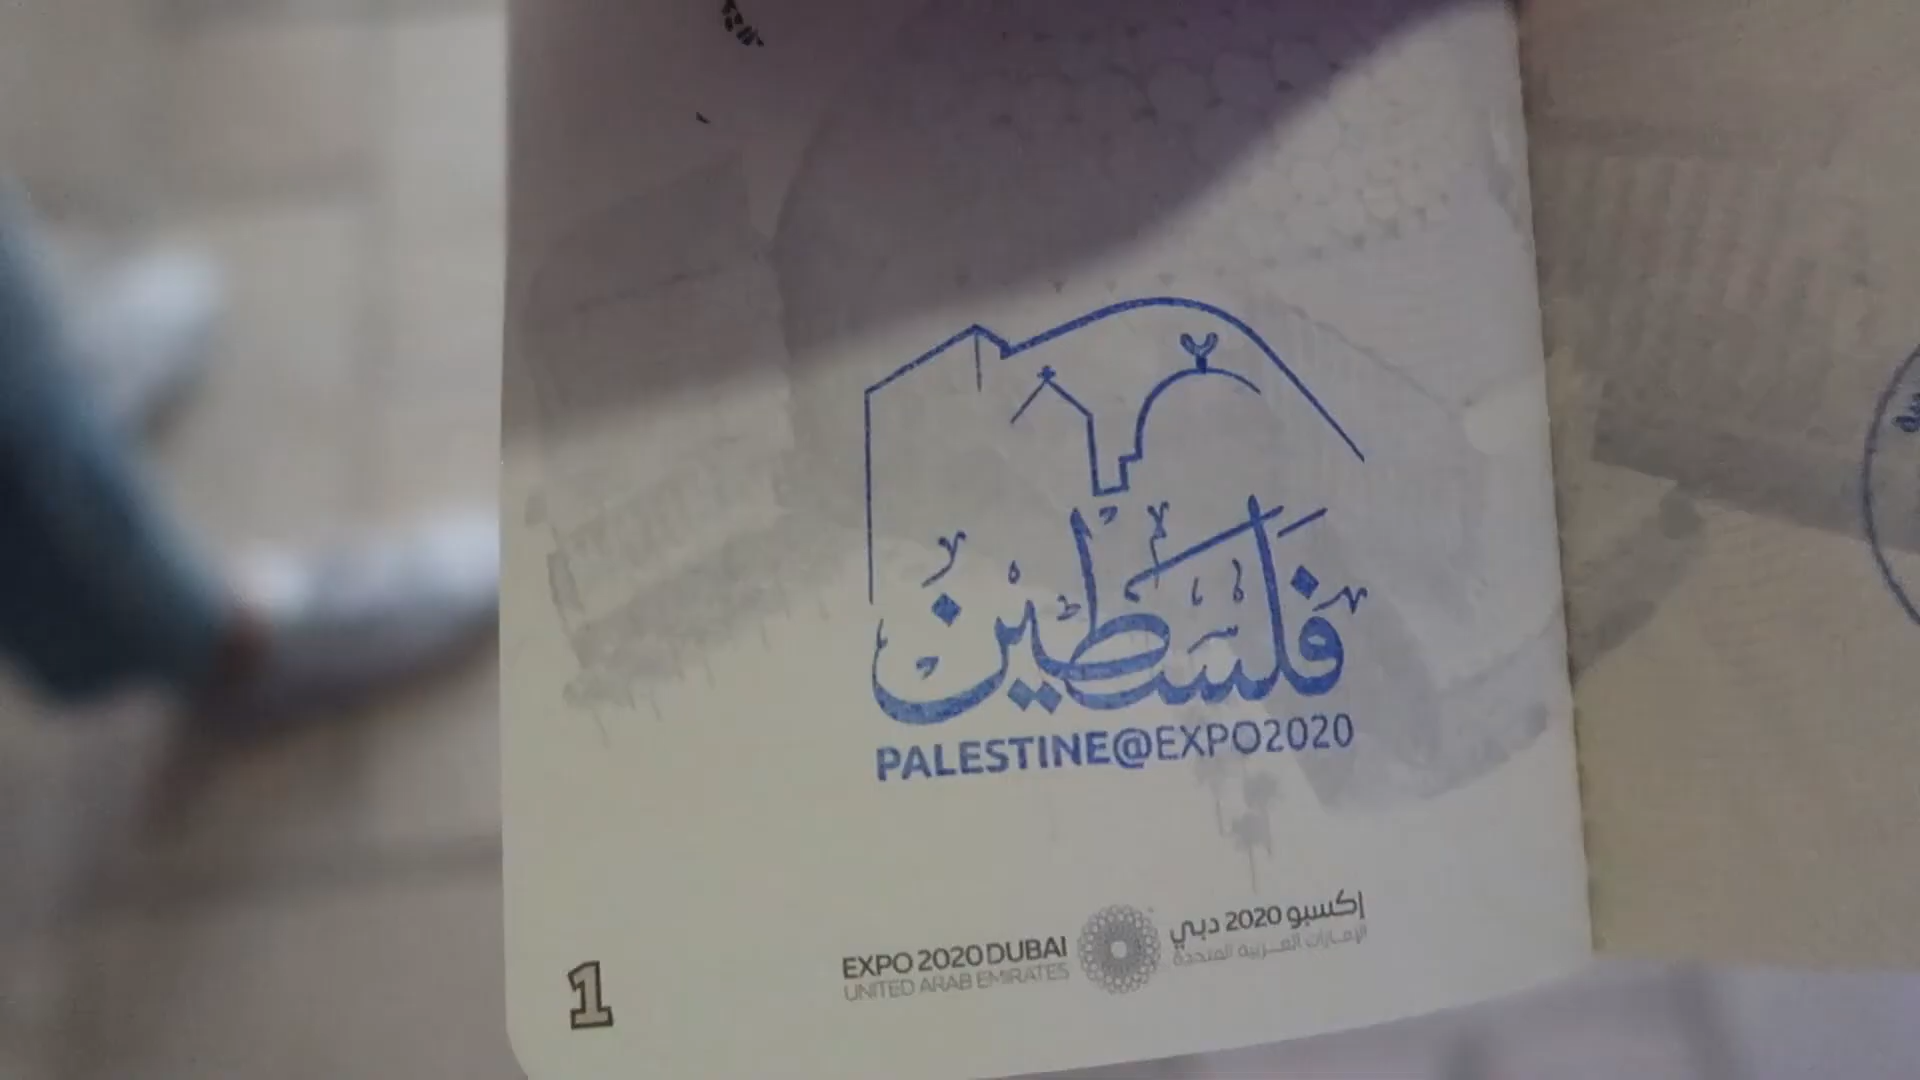 فلسطين
PALESTINE@EXPO2020
EXPO 2020 DUBAI
UNITED ARAB EMIRATES
إكسبو 2020 دبي
الإمارات العربية المتحدة
1